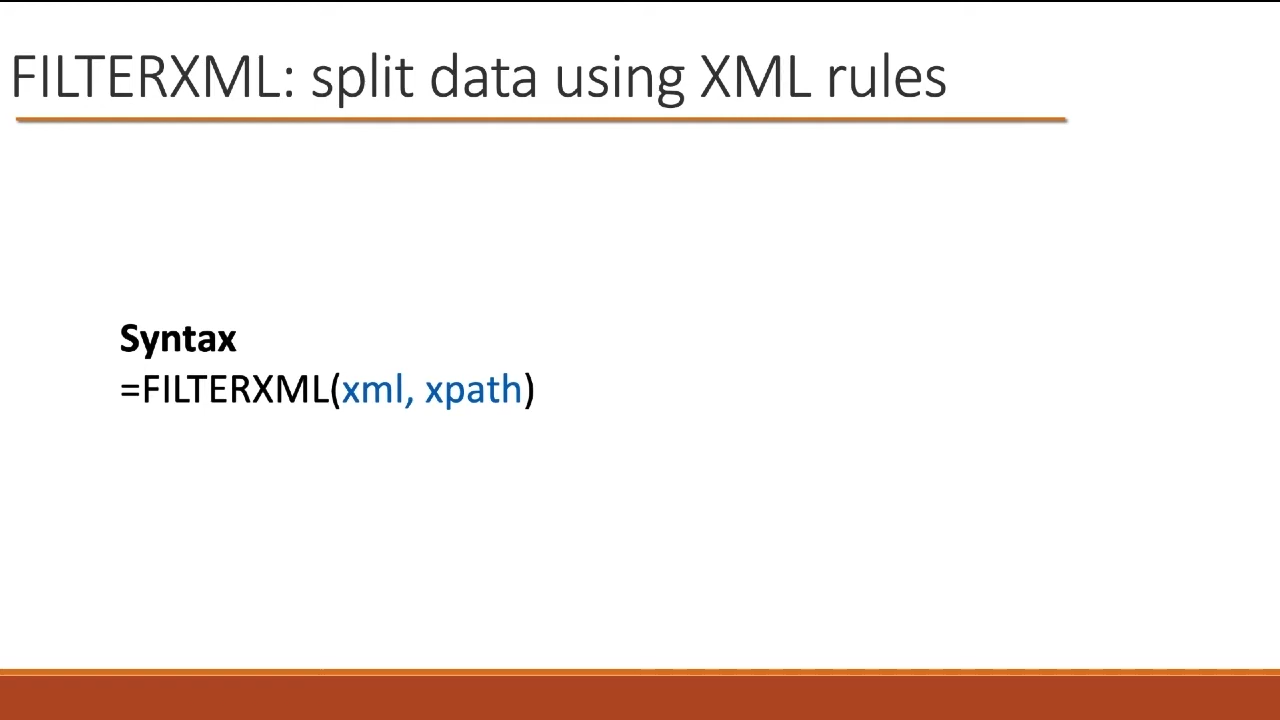 FILTERXML: split data using XML rules
Syntax
=FILTERXML(xml, xpath)